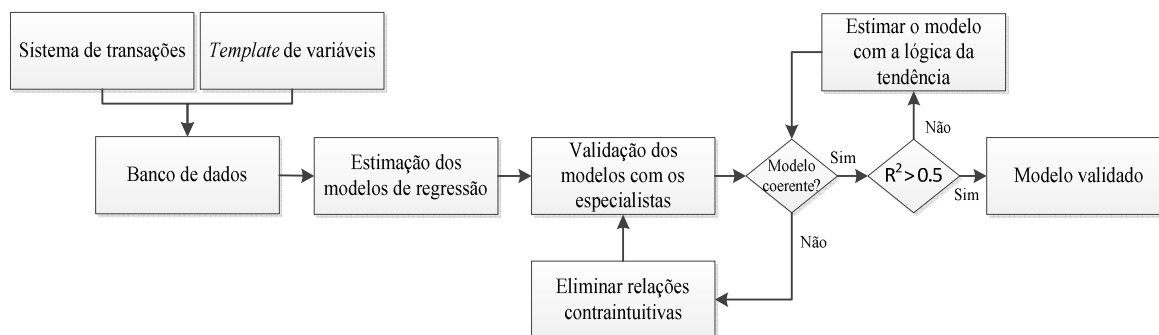 Sistema de transações
Template de variáveis
Estimar o modelo
com a lógica da
tendência
Não
Banco de dados
Estimação dos
modelos de regressão
Validação dos
modelos com os
especialistas
Modelo
coerente?
Sim
R² > 0.5
Sim
Modelo validado
Não
Eliminar relações
contraintuitivas